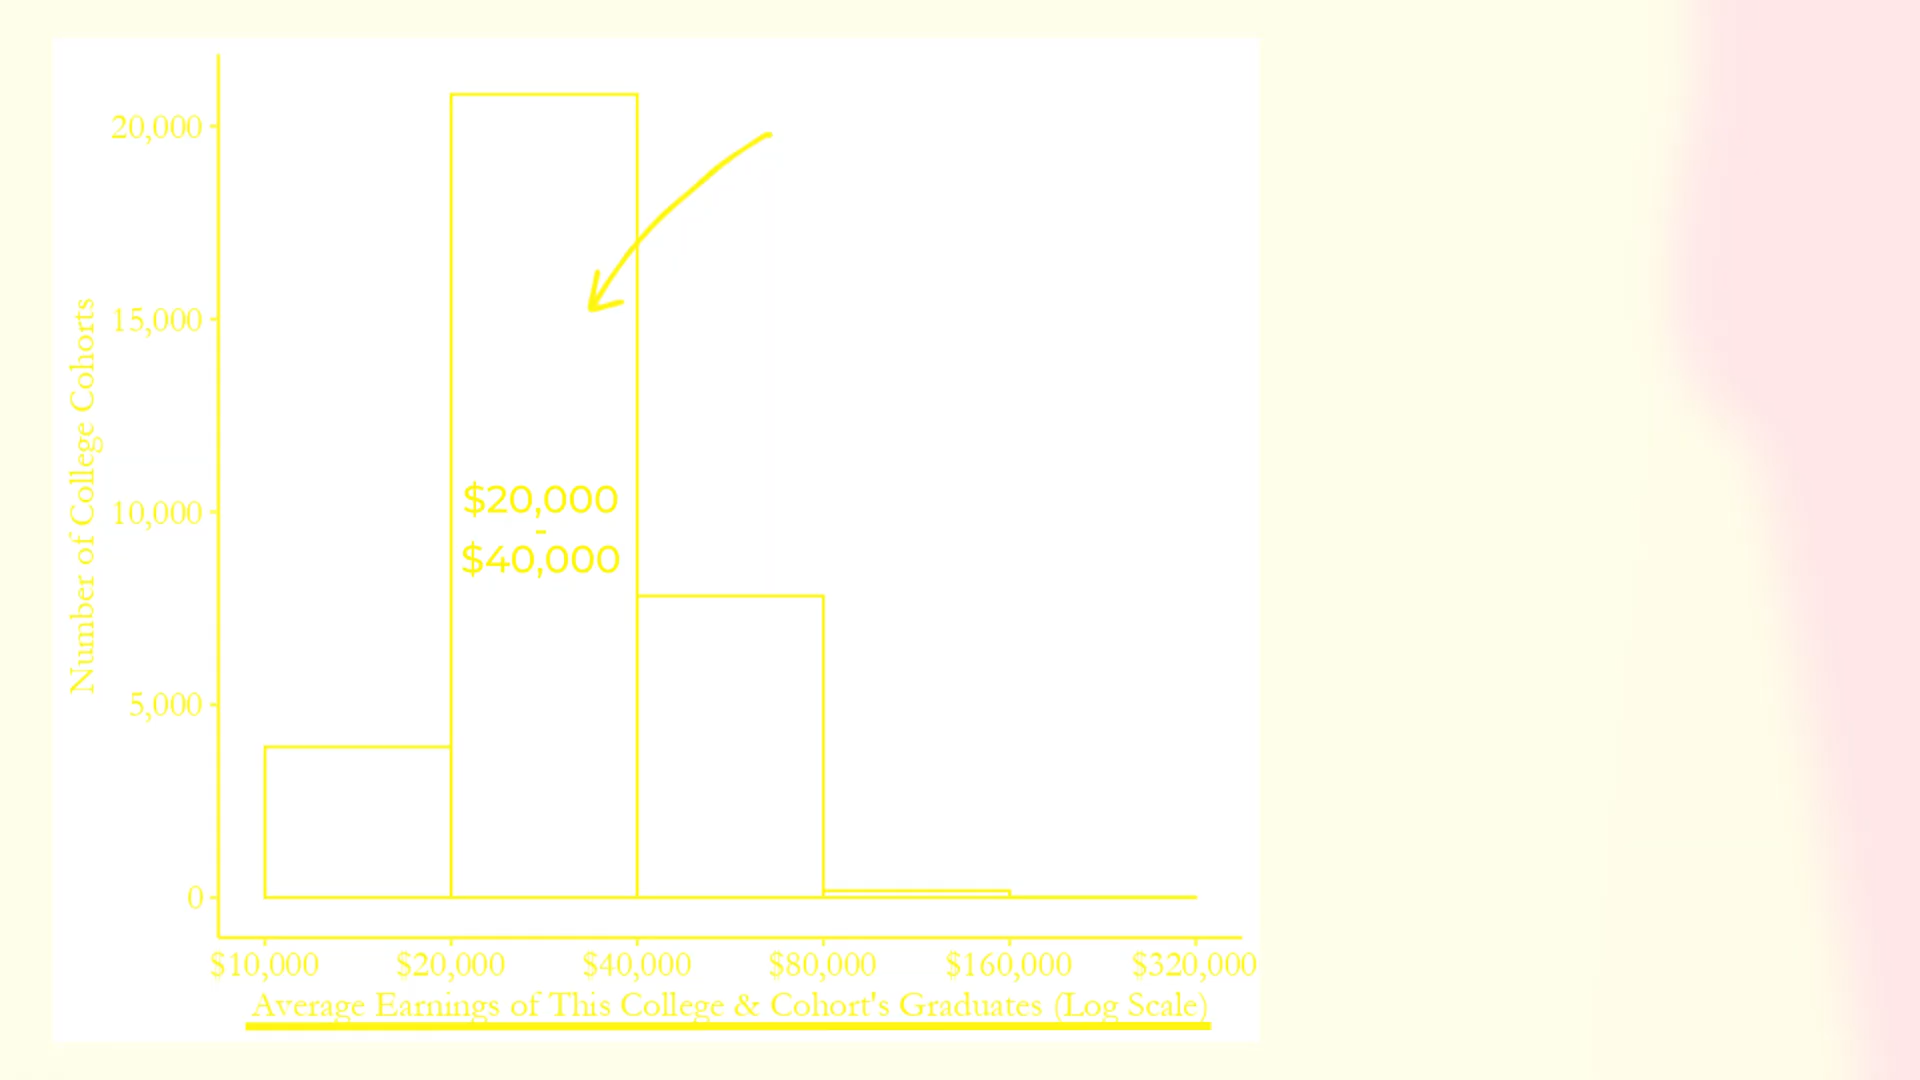 20,000
15,000
10,000
5,000
0
Number of College Cohorts
$20,000
-
$40,000
$10,000 $20,000 $40,000 $80,000 $160,000 $320,000
Average Earnings of This College & Cohort's Graduates (Log Scale)